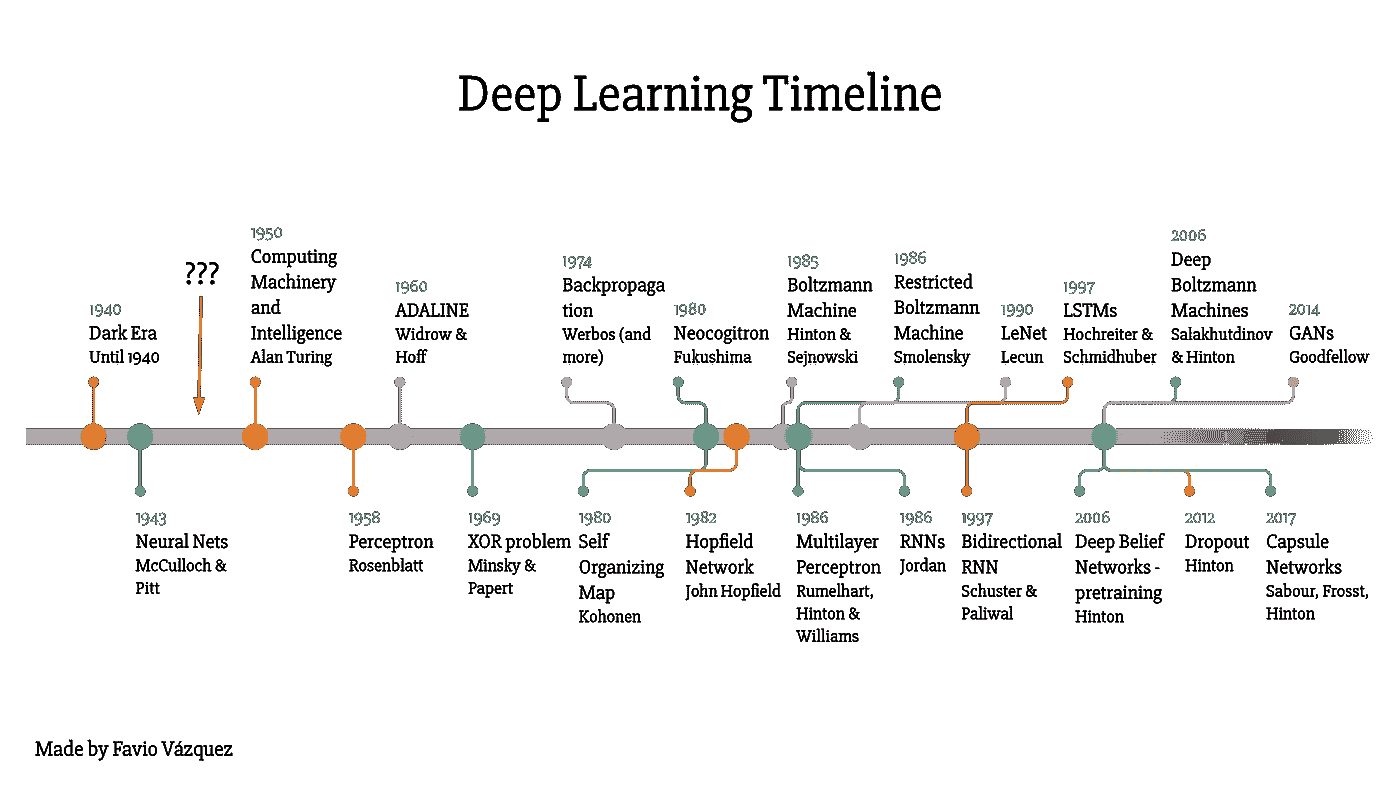 Deep Learning Timeline
???
1940
Dark Era
Until 1940
1950
Computing
Machinery
and
Intelligence
Alan Turing
1960
ADALINE
Widrow &
Hoff
1974
Backpropaga
tion
Werbos (and
more)
1980
Neocogitron
Fukushima
1985
Boltzmann
Machine
Hinton &
Sejnowski
1986
Restricted
Boltzmann
Machine
Smolensky
1990
LeNet
Lecun
1997
LSTMs
Hochreiter &
Schmidhuber
2006
Deep
Boltzmann
Machines
Salakhutdinov
& Hinton
2014
GANs
Goodfellow
1943
Neural Nets
McCulloch &
Pitt
1958
Perceptron
Rosenblatt
1969
XOR problem
Minsky &
Papert
1980
Self
Organizing
Map
Kohonen
1982
Hopfield
Network
John Hopfield
1986
Multilayer
Perceptron
Rumelhart,
Hinton &
Williams
1986
RNNs
Jordan
1997
Bidirectional
RNN
Schuster &
Paliwal
2006
Deep Belief
Networks -
pretraining
Hinton
2012
Dropout
Hinton
2017
Capsule
Networks
Sabour, Frosst,
Hinton
Made by Favio Vázquez